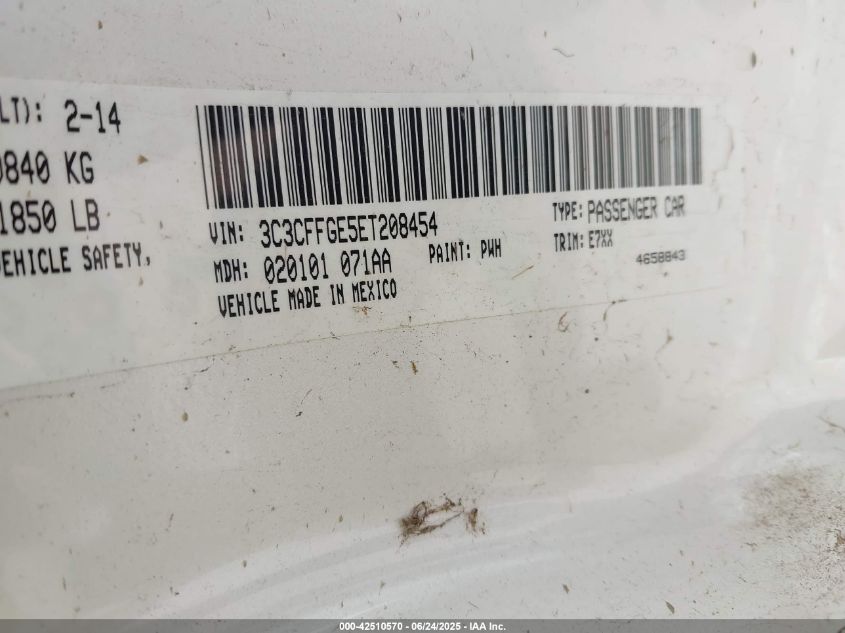 LT): 2-14
0840 KG
1850 LB
VEHICLE SAFETY,
VIN: 3C3CFFGE5ET208454
TYPE: PASSENGER CAR
MDH: 020101 071AA
PAINT: PWH
TRIM: E7XX
VEHICLE MADE IN MEXICO
4658843
000-42510570 - 06/24/2025 - IAA Inc.